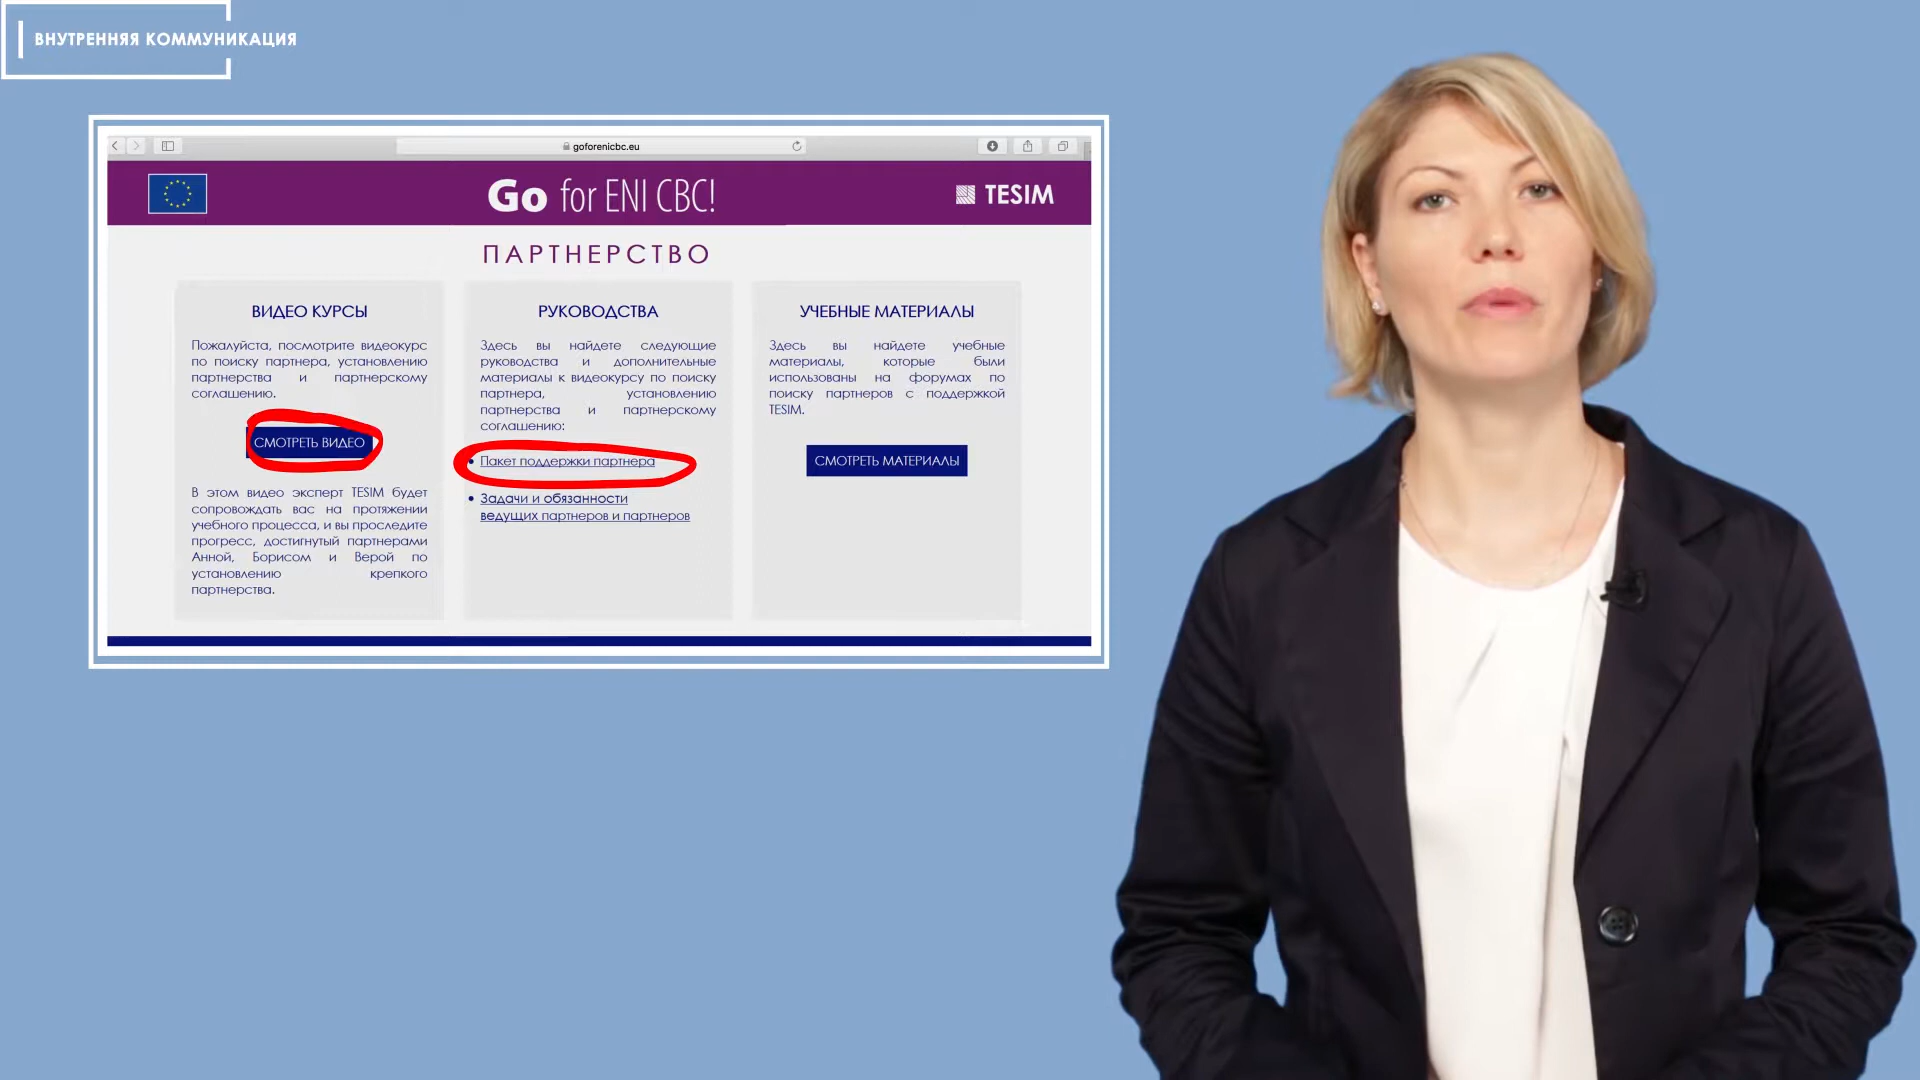 ВНУТРЕННЯЯ КОММУНИКАЦИЯ
goforenicbc.eu
Go for ENI CBC!
TESIM
ПАРТНЕРСТВО
ВИДЕО КУРСЫ
Пожалуйста, посмотрите видеокурс
по поиску партнера, установлению
партнерства и партнерскому
соглашению.
СМОТРЕТЬ ВИДЕО
В этом видео эксперт TESIM будет
сопровождать вас на протяжении
учебного процесса, и вы проследите
прогресс, достигнутый партнерами
Анной, Борисом и Верой по
установлению крепкого
партнерства.
РУКОВОДСТВА
Здесь вы найдете следующие
руководства и дополнительные
материалы к видеокурсу по поиску
партнера, установлению
партнерства и партнерскому
соглашению:
• Пакет поддержки партнера
• Задачи и обязанности
ведущих партнеров и партнеров
УЧЕБНЫЕ МАТЕРИАЛЫ
Здесь вы найдете учебные
материалы, которые были
использованы на форумах по
поиску партнеров с поддержкой
TESIM.
СМОТРЕТЬ МАТЕРИАЛЫ